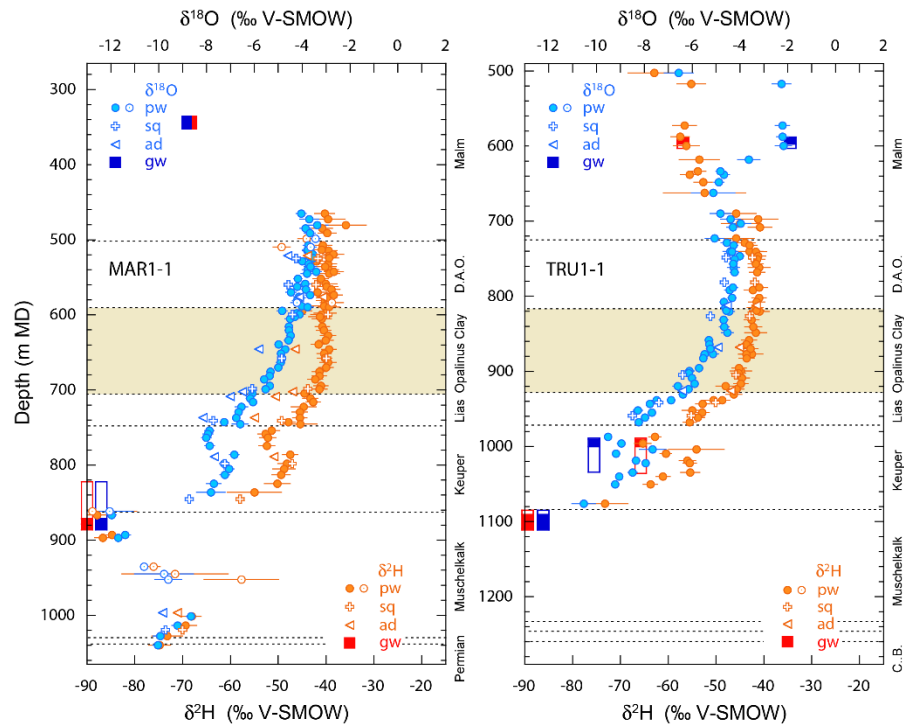 δ18O (‰ V-SMOW)
-12 -10 -8 -6 -4 -2 0 2
300
400
500
600
700
800
900
1000
Depth (m MD)
δ18O
pw
sq
ad
gw
MAR1-1
δ2H
pw
sq
ad
gw
Malm
D.A.O.
Opalinus Clay
Lias
Keuper
Muschelkalk
Permian
-90 -80 -70 -60 -50 -40 -30 -20
δ2H (‰ V-SMOW)
δ18O (‰ V-SMOW)
-12 -10 -8 -6 -4 -2 0 2
500
600
700
800
900
1000
1100
1200
δ18O
pw
sq
ad
gw
TRU1-1
δ2H
pw
sq
ad
gw
Malm
D.A.O.
Opalinus Clay
Lias
Keuper
Muschelkalk
C..B.
-90 -80 -70 -60 -50 -40 -30 -20
δ2H (‰ V-SMOW)